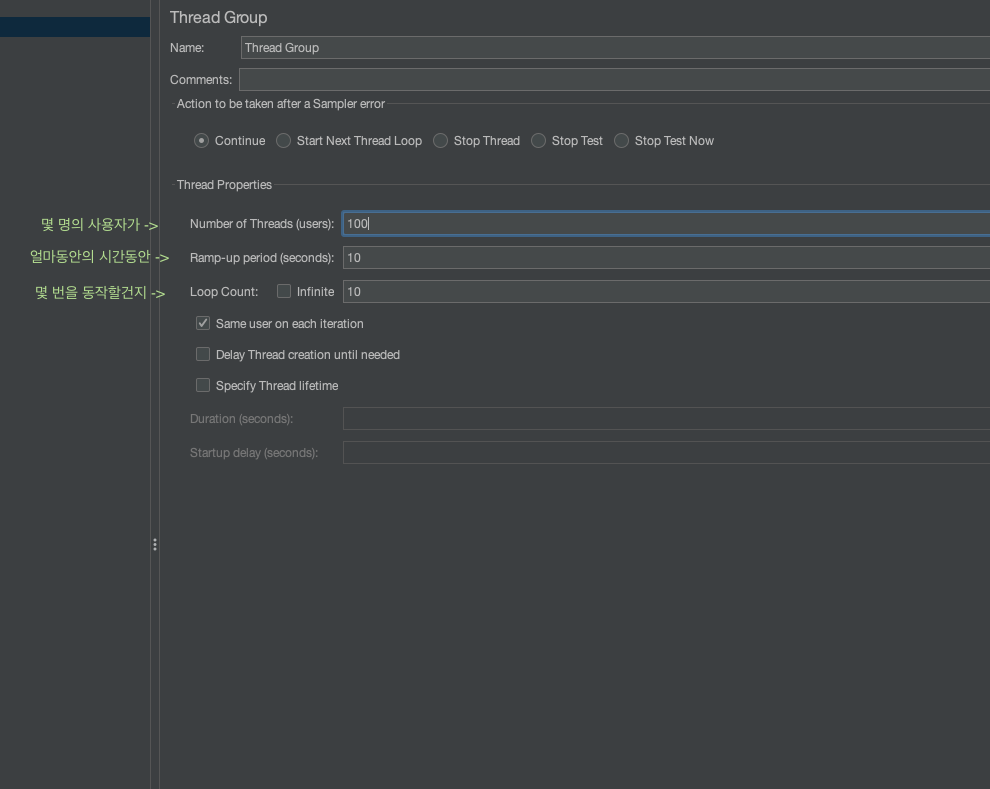 Thread Group
Name: Thread Group
Comments:
Action to be taken after a Sampler error
Continue Start Next Thread Loop Stop Thread Stop Test Stop Test Now
Thread Properties
몇 명의 사용자가 -> Number of Threads (users): 100
얼마동안의 시간동안 -> Ramp-up period (seconds): 10
몇 번을 동작할건지 -> Loop Count: Infinite 10
Same user on each iteration
Delay Thread creation until needed
Specify Thread lifetime
Duration (seconds):
Startup delay (seconds):